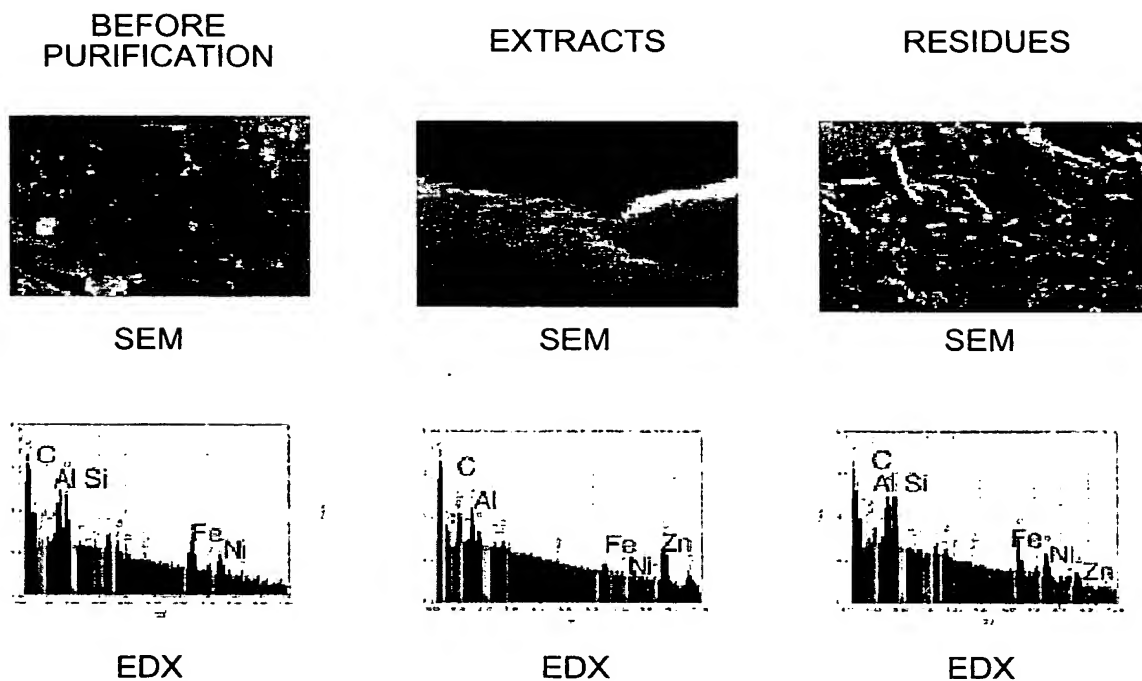 BEFORE
PURIFICATION
EXTRACTS
RESIDUES
SEM
SEM
SEM
C
Al Si
Fe
Ni
C
Al
Fe
Ni
Zn
C
Al Si
Fe
Ni
Zn
EDX
EDX
EDX